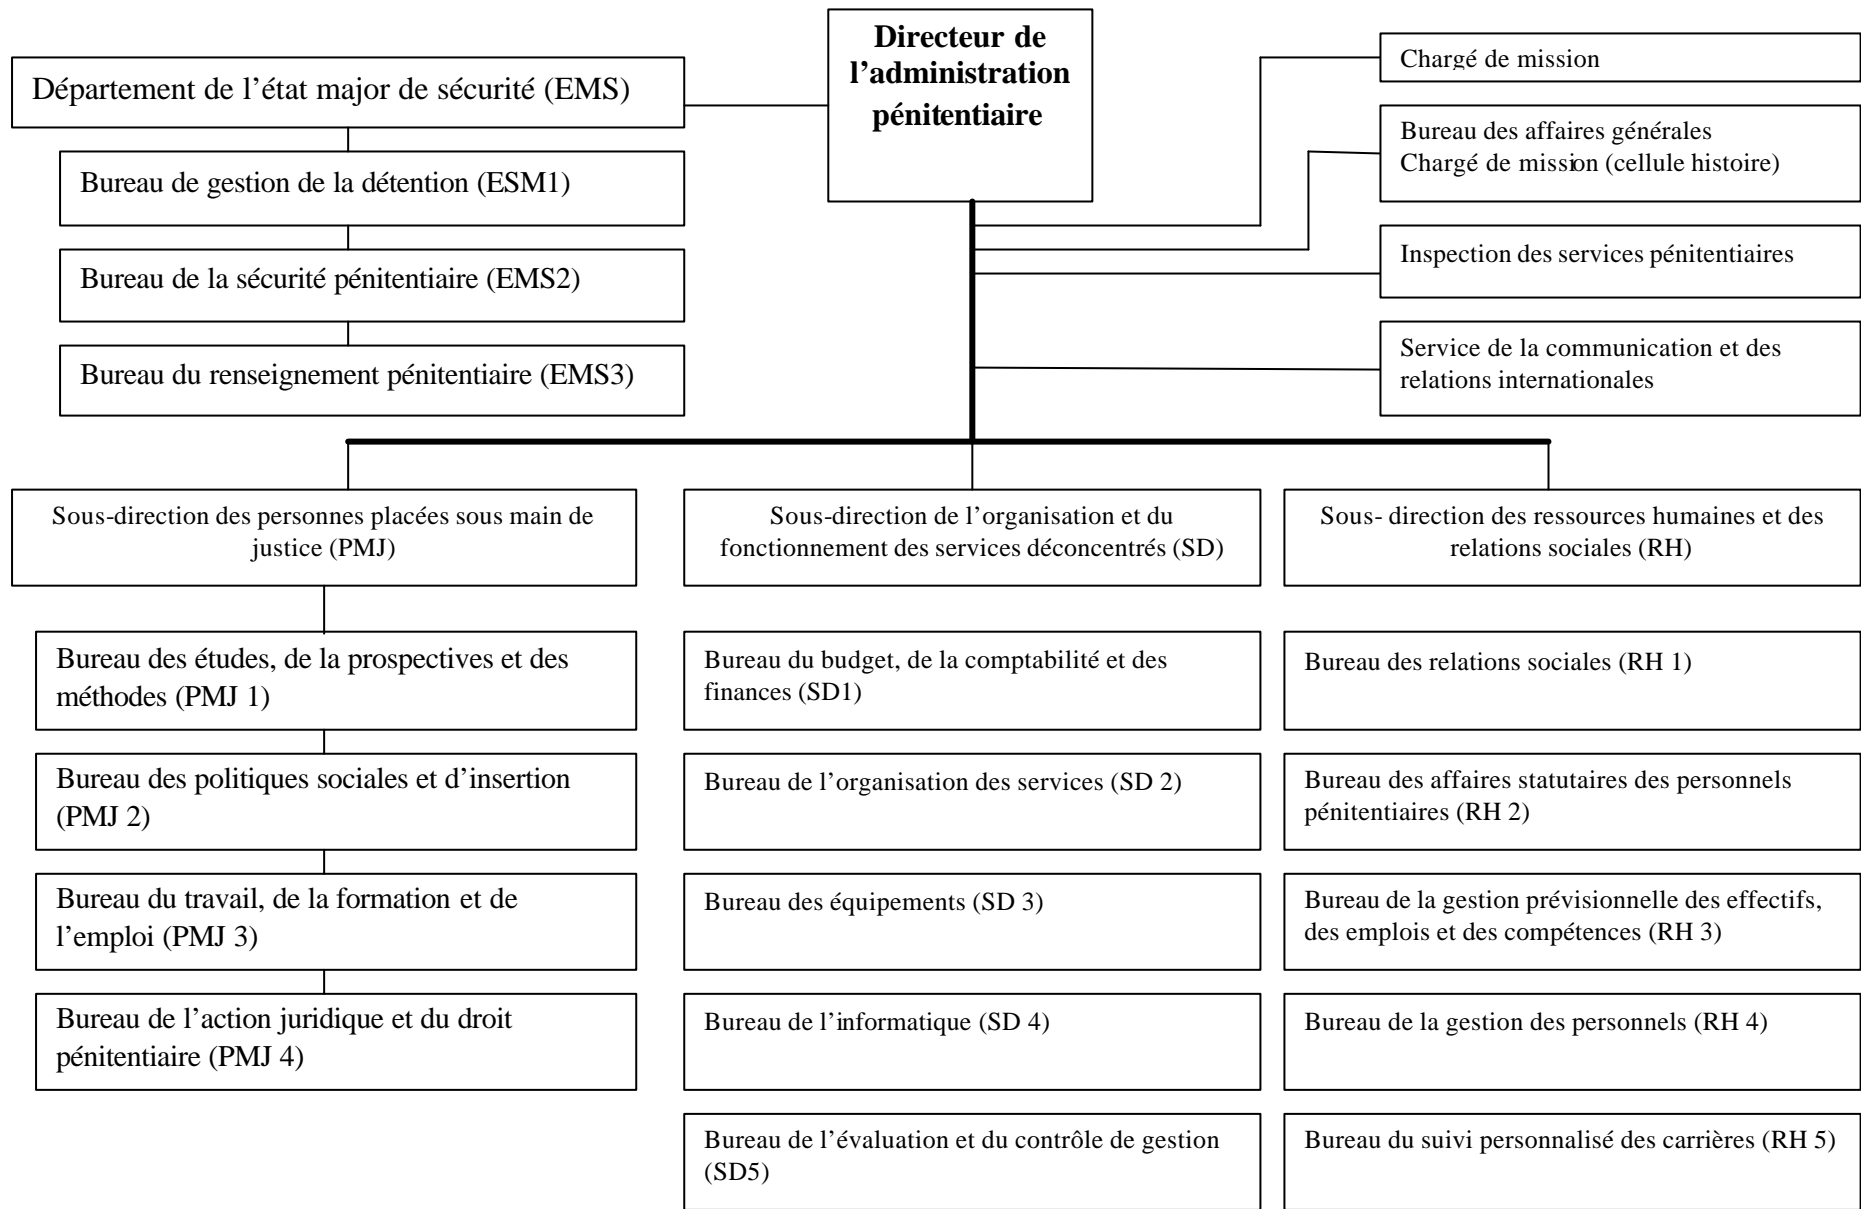 Directeur de
l’administration
pénitentiaire
Département de l’état major de sécurité (EMS)
Bureau de gestion de la détention (ESM1)
Bureau de la sécurité pénitentiaire (EMS2)
Bureau du renseignement pénitentiaire (EMS3)
Chargé de mission
Bureau des affaires générales
Chargé de mission (cellule histoire)
Inspection des services pénitentiaires
Service de la communication et des
relations internationales
Sous-direction des personnes placées sous main de
justice (PMJ)
Bureau des études, de la prospectives et des
méthodes (PMJ 1)
Bureau des politiques sociales et d’insertion
(PMJ 2)
Bureau du travail, de la formation et de
l’emploi (PMJ 3)
Bureau de l’action juridique et du droit
pénitentiaire (PMJ 4)
Sous-direction de l’organisation et du
fonctionnement des services déconcentrés (SD)
Bureau du budget, de la comptabilité et des
finances (SD1)
Bureau de l’organisation des services (SD 2)
Bureau des équipements (SD 3)
Bureau de l’informatique (SD 4)
Bureau de l’évaluation et du contrôle de gestion
(SD5)
Sous- direction des ressources humaines et des
relations sociales (RH)
Bureau des relations sociales (RH 1)
Bureau des affaires statutaires des personnels
pénitentiaires (RH 2)
Bureau de la gestion prévisionnelle des effectifs,
des emplois et des compétences (RH 3)
Bureau de la gestion des personnels (RH 4)
Bureau du suivi personnalisé des carrières (RH 5)